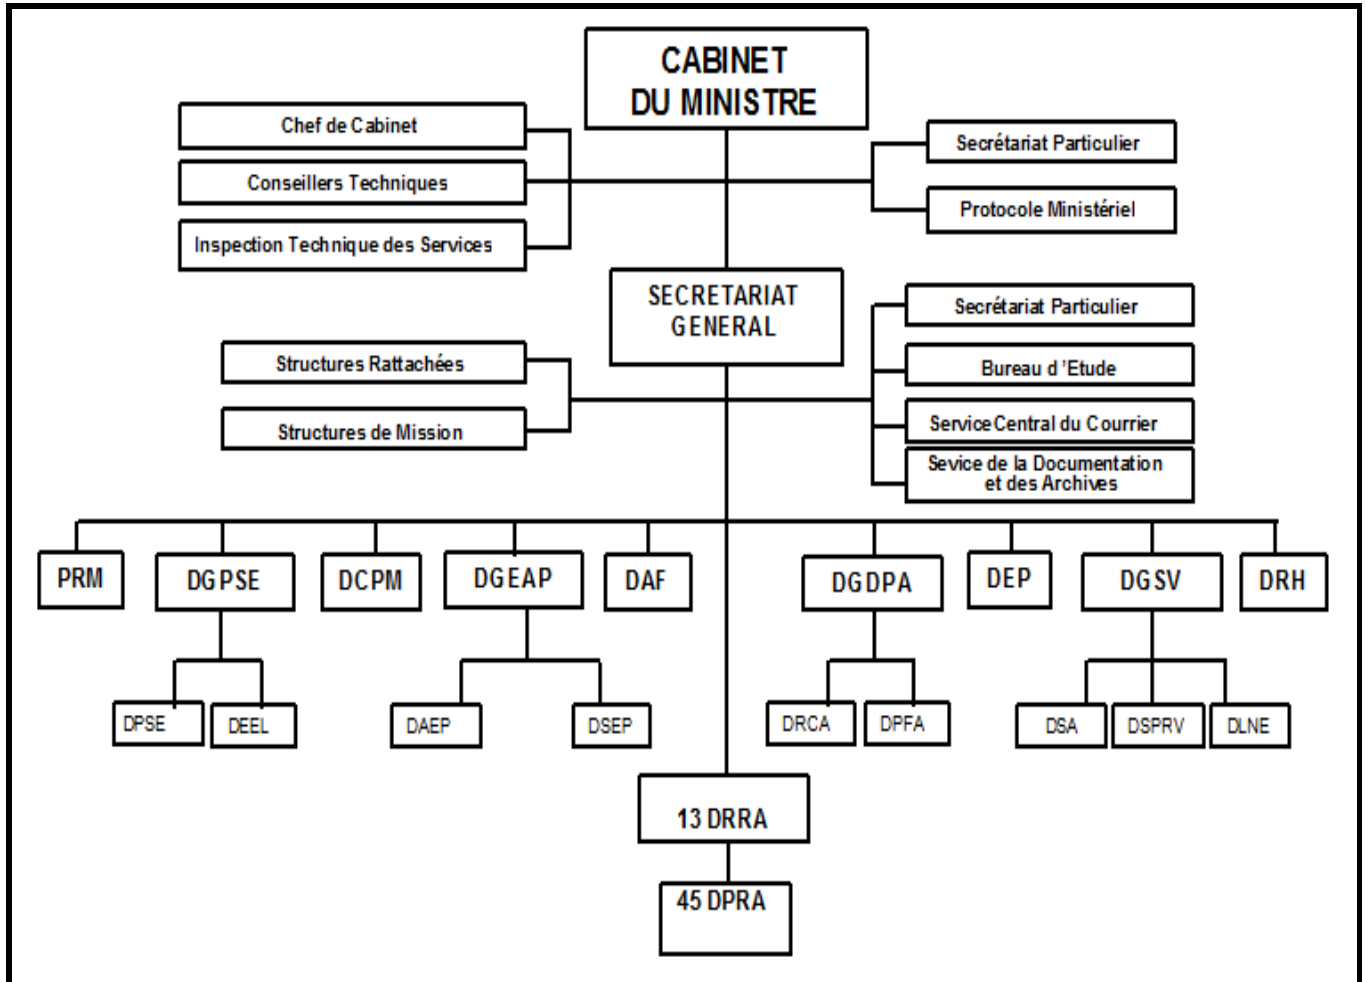 CABINET
DU MINISTRE
Chef de Cabinet
Conseillers Techniques
Inspection Technique des Services
Secrétariat Particulier
Protocole Ministériel
SECRETARIAT
GENERAL
Structures Rattachées
Structures de Mission
Secrétariat Particulier
Bureau d 'Etude
Service Central du Courrier
Sevice de la Documentation
et des Archives
PRM
DGPSE
DCPM
DGEAP
DAF
DGDPA
DEP
DGSV
DRH
DPSE
DEEL
DAEP
DSEP
DRCA
DPFA
DSA
DSPRV
DLNE
13 DRRA
45 DPRA